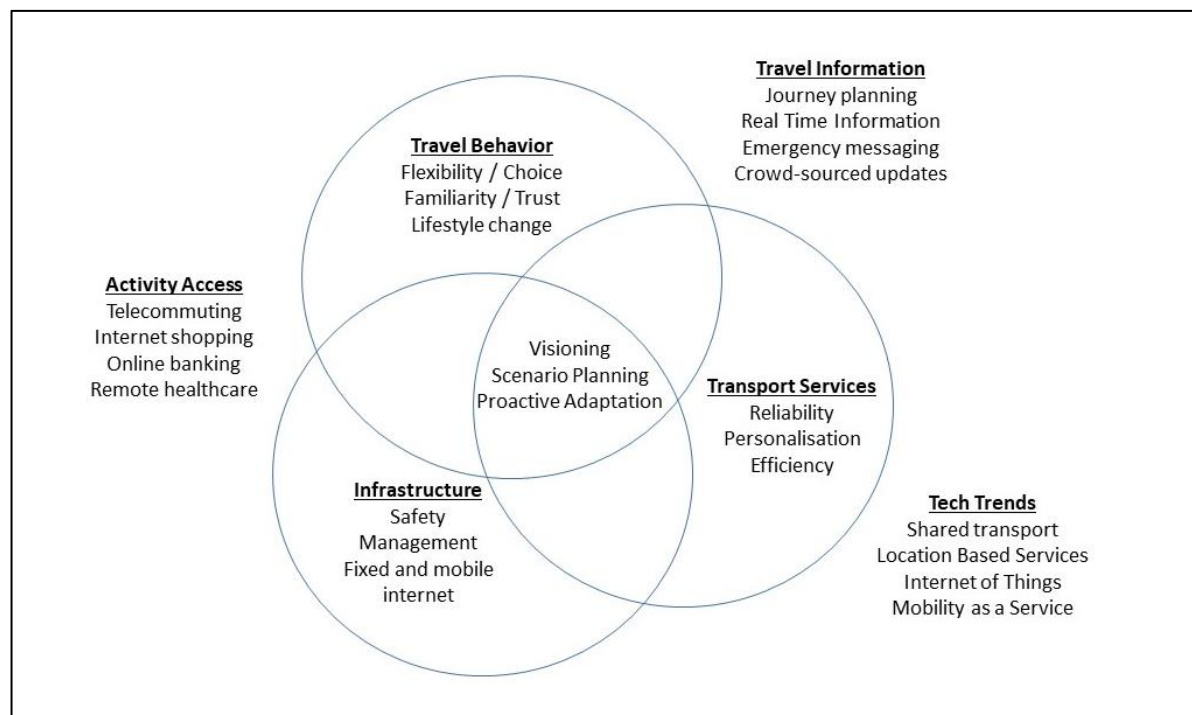 Travel Information
Journey planning
Real Time Information
Emergency messaging
Crowd-sourced updates
Travel Behavior
Flexibility / Choice
Familiarity / Trust
Lifestyle change
Activity Access
Telecommuting
Internet shopping
Online banking
Remote healthcare
Visioning
Scenario Planning
Proactive Adaptation
Transport Services
Reliability
Personalisation
Efficiency
Infrastructure
Safety
Management
Fixed and mobile
internet
Tech Trends
Shared transport
Location Based Services
Internet of Things
Mobility as a Service